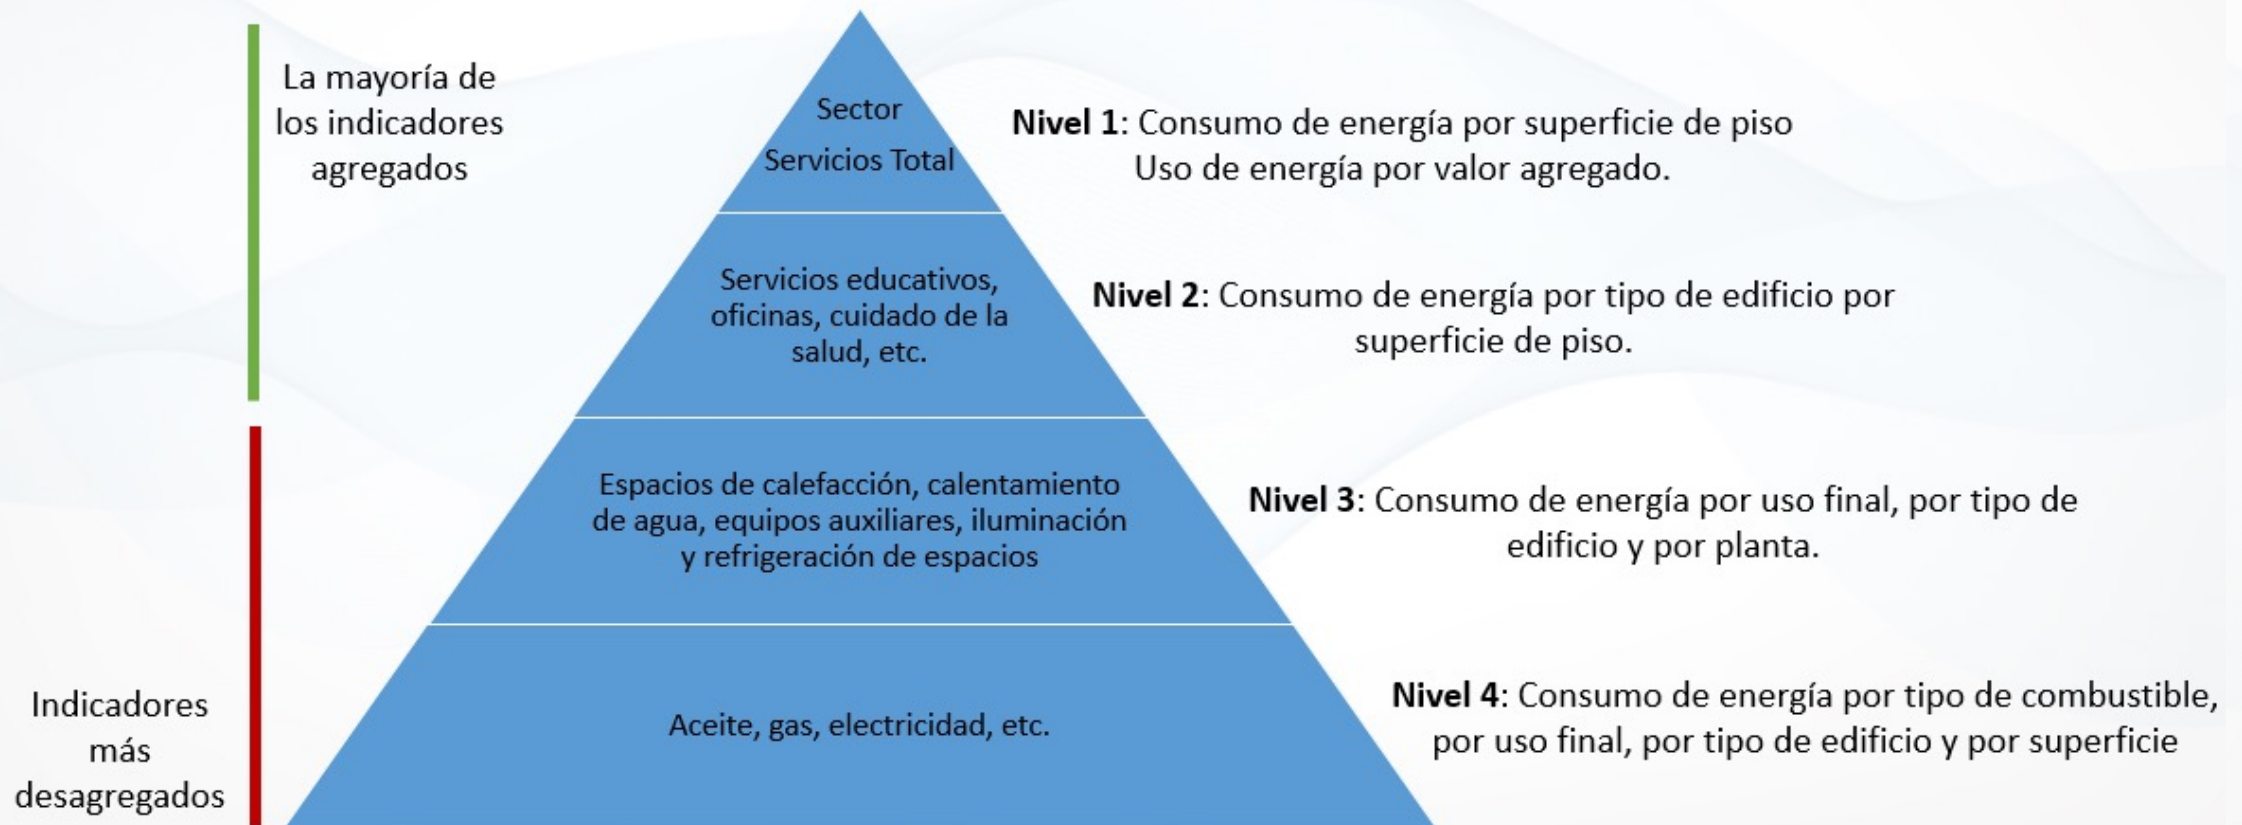 La mayoría de
los indicadores
agregados
Sector
Servicios Total
Nivel 1: Consumo de energía por superficie de piso
Uso de energía por valor agregado.
Servicios educativos,
oficinas, cuidado de la
salud, etc.
Nivel 2: Consumo de energía por tipo de edificio por
superficie de piso.
Espacios de calefacción, calentamiento
de agua, equipos auxiliares, iluminación
y refrigeración de espacios
Nivel 3: Consumo de energía por uso final, por tipo de
edificio y por planta.
Indicadores
más
desagregados
Aceite, gas, electricidad, etc.
Nivel 4: Consumo de energía por tipo de combustible,
por uso final, por tipo de edificio y por superficie